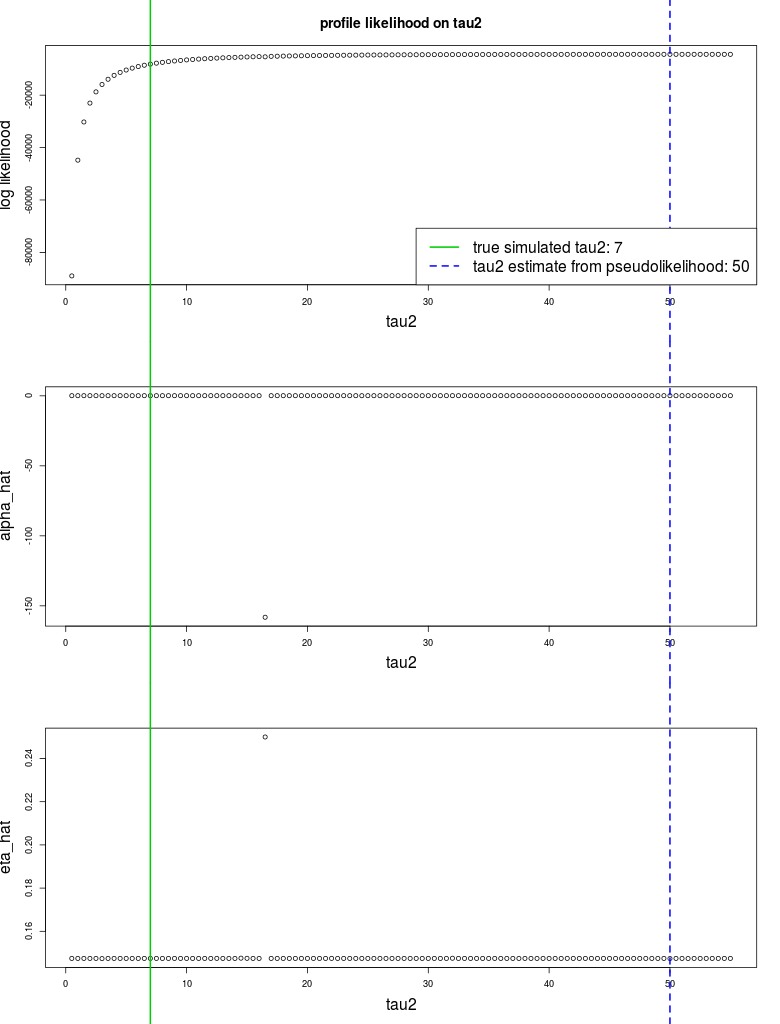 profile likelihood on tau2
log likelihood
-20000
-40000
-60000
-80000
true simulated tau2: 7
tau2 estimate from pseudolikelihood: 50
0 10 20 30 40 50
tau2
alpha_hat
0
-50
-100
-150
0 10 20 30 40 50
tau2
eta_hat
0.24
0.22
0.20
0.18
0.16
0 10 20 30 40 50
tau2